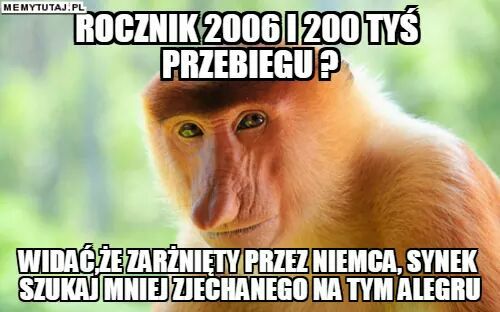 MEMYTUTAJ.PL
ROCZNIK 2006 I 200 TYŚ
PRZEBIEGU ?
WIDAĆ,ŻE ZARŻNIĘTY PRZEZ NIEMCA, SYNEK
SZUKAJ MNIEJ ZJECHANEGO NA TYM ALEGRU